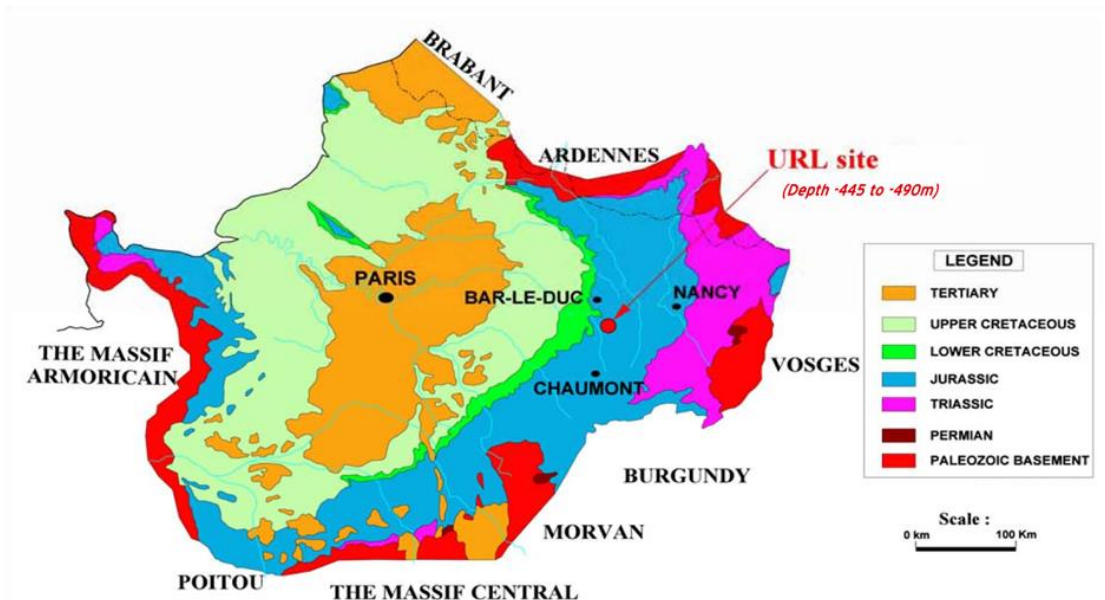 BRABANT
ARDENNES
URL site
(Depth -445 to -490m)
PARIS
BAR-LE-DUC
NANCY
THE MASSIF
ARMORICAIN
CHAUMONT
VOSGES
BURGUNDY
MORVAN
POITOU
THE MASSIF CENTRAL
LEGEND
TERTIARY
UPPER CRETACEOUS
LOWER CRETACEOUS
JURASSIC
TRIASSIC
PERMIAN
PALEOZOIC BASEMENT
Scale :
0 km 100 Km